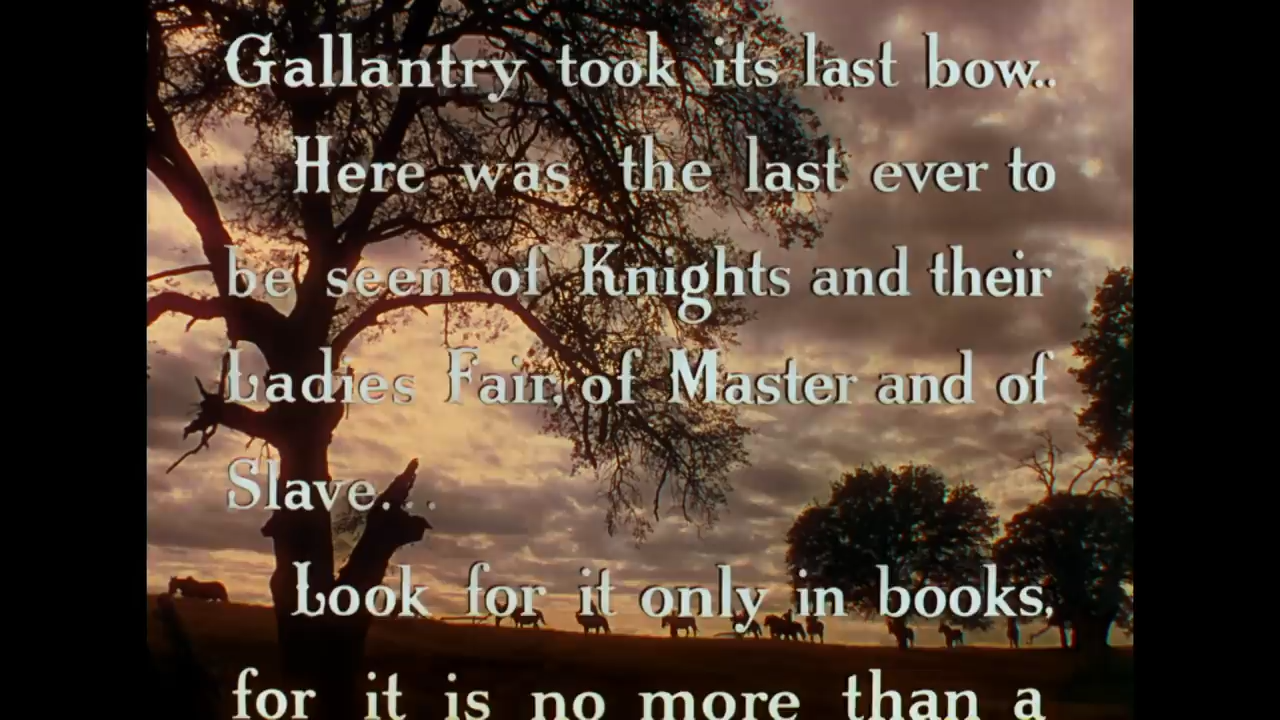 Gallantry took its last bow..
Here was the last ever to
be seen of Knights and their
Ladies Fair, of Master and of
Slave...
Look for it only in books,
for it is no more than a